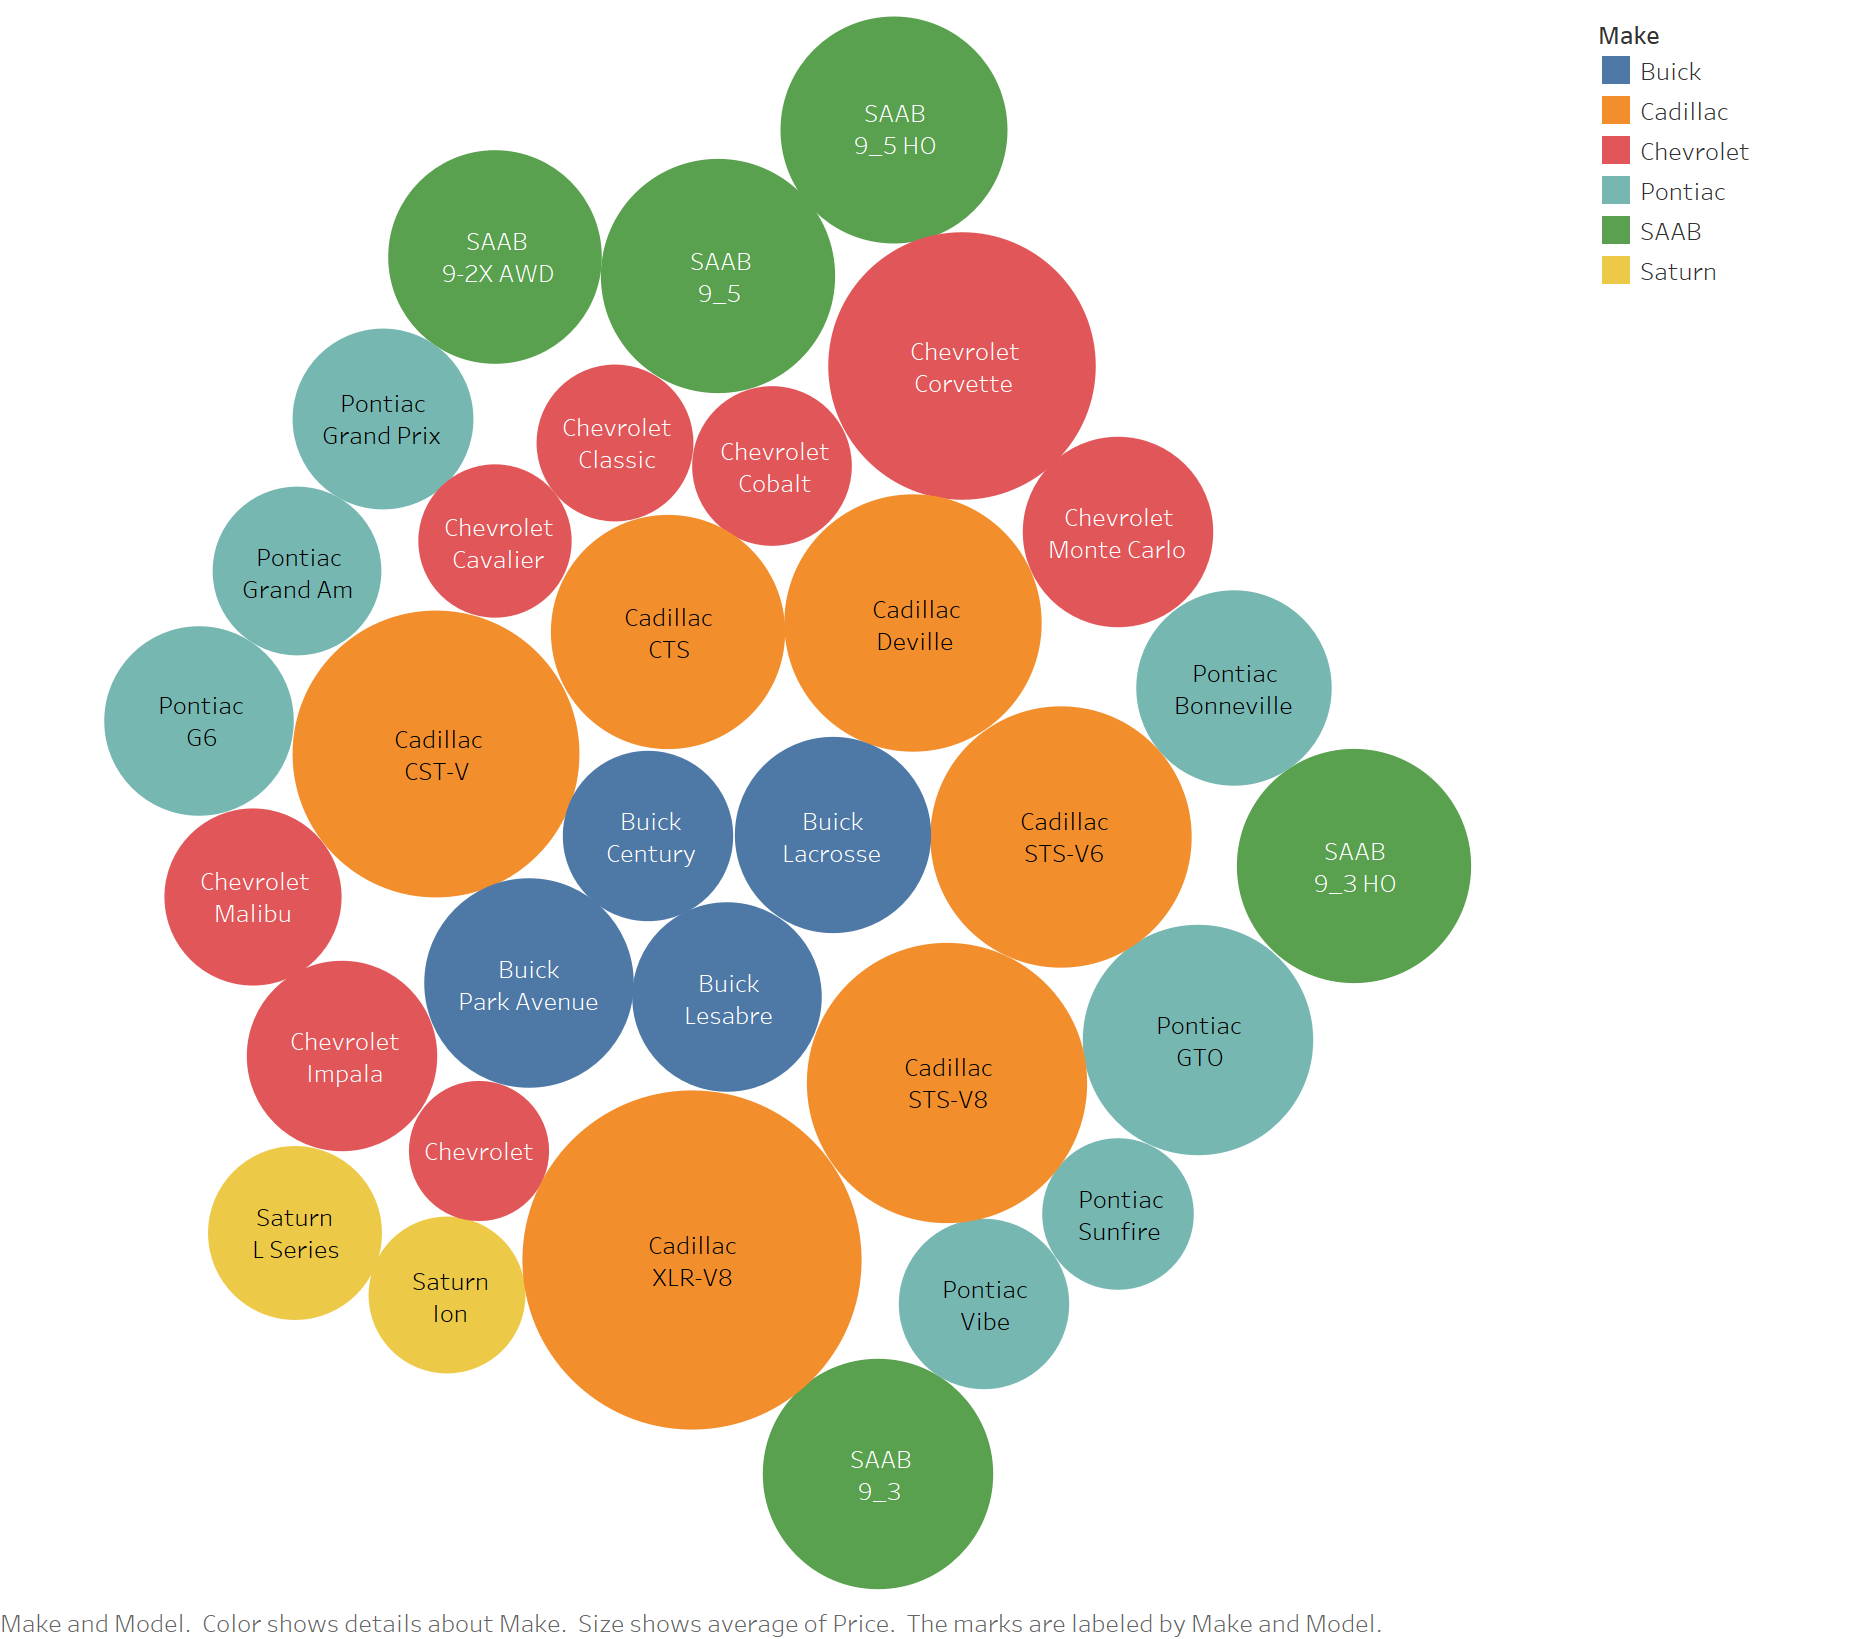 SAAB
9_5 HO
SAAB
9-2X AWD
SAAB
9_5
Chevrolet
Corvette
Pontiac
Grand Prix
Chevrolet
Classic
Chevrolet
Cobalt
Chevrolet
Cavalier
Chevrolet
Monte Carlo
Pontiac
Grand Am
Cadillac
CTS
Cadillac
Deville
Pontiac
Bonneville
Pontiac
G6
Cadillac
CST-V
Buick
Century
Buick
Lacrosse
Cadillac
STS-V6
SAAB
9_3 HO
Chevrolet
Malibu
Buick
Park Avenue
Buick
Lesabre
Pontiac
GTO
Chevrolet
Impala
Cadillac
STS-V8
Chevrolet
Saturn
L Series
Saturn
Ion
Cadillac
XLR-V8
Pontiac
Sunfire
Pontiac
Vibe
SAAB
9_3
Make
Buick
Cadillac
Chevrolet
Pontiac
SAAB
Saturn
Make and Model.  Color shows details about Make.  Size shows average of Price.  The marks are labeled by Make and Model.